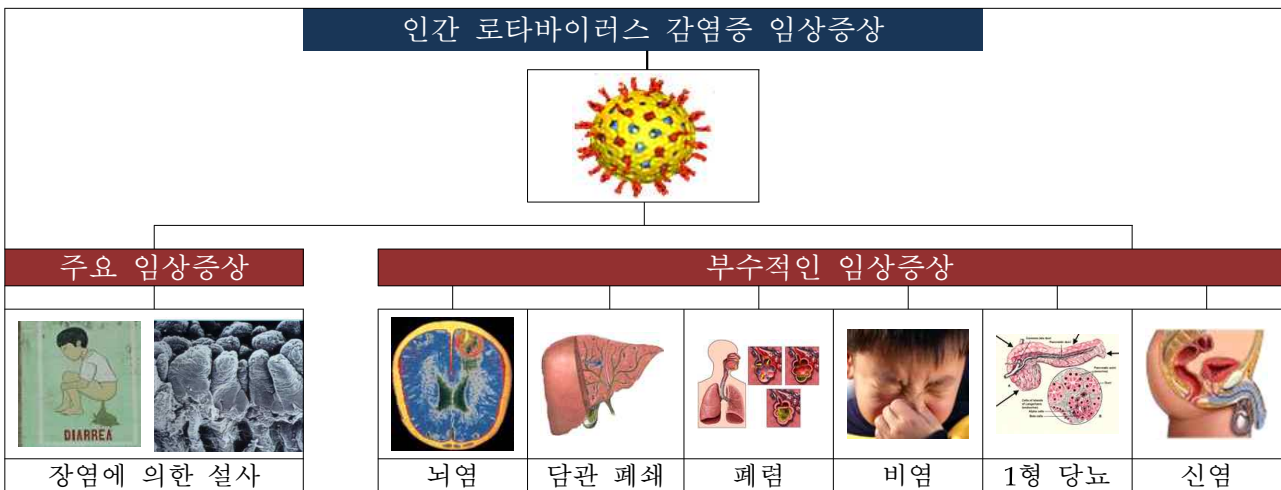 인간 로타바이러스 감염증 임상증상
주요 임상증상
부수적인 임상증상
DIARREA
장염에 의한 설사
뇌염
담관 폐쇄
폐렴
비염
1형 당뇨
신염